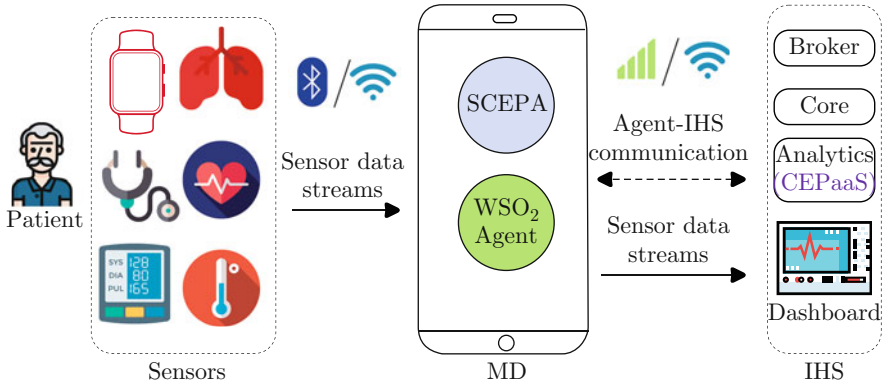 Patient
SYS 128
DIA 80
PUL 165
Sensors
/
Sensor data
streams
SCEPA
WSO₂
Agent
MD
/
Agent-IHS
communication
Sensor data
streams
Broker
Core
Analytics
(CEPaaS)
Dashboard
IHS